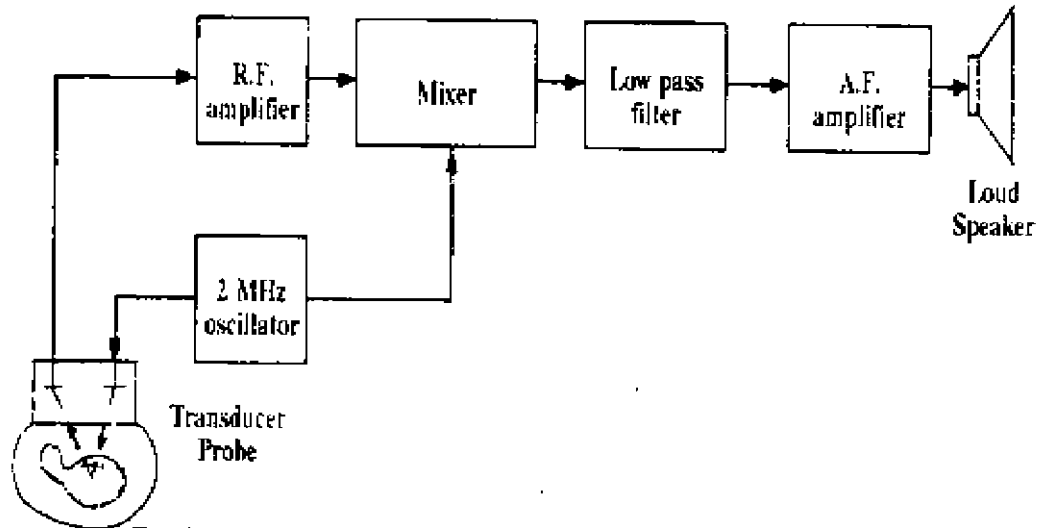 R.F.
amplifier
Mixer
Low pass
filter
A.F.
amplifier
Loud
Speaker
2 MHz
oscillator
Transducer
Probe